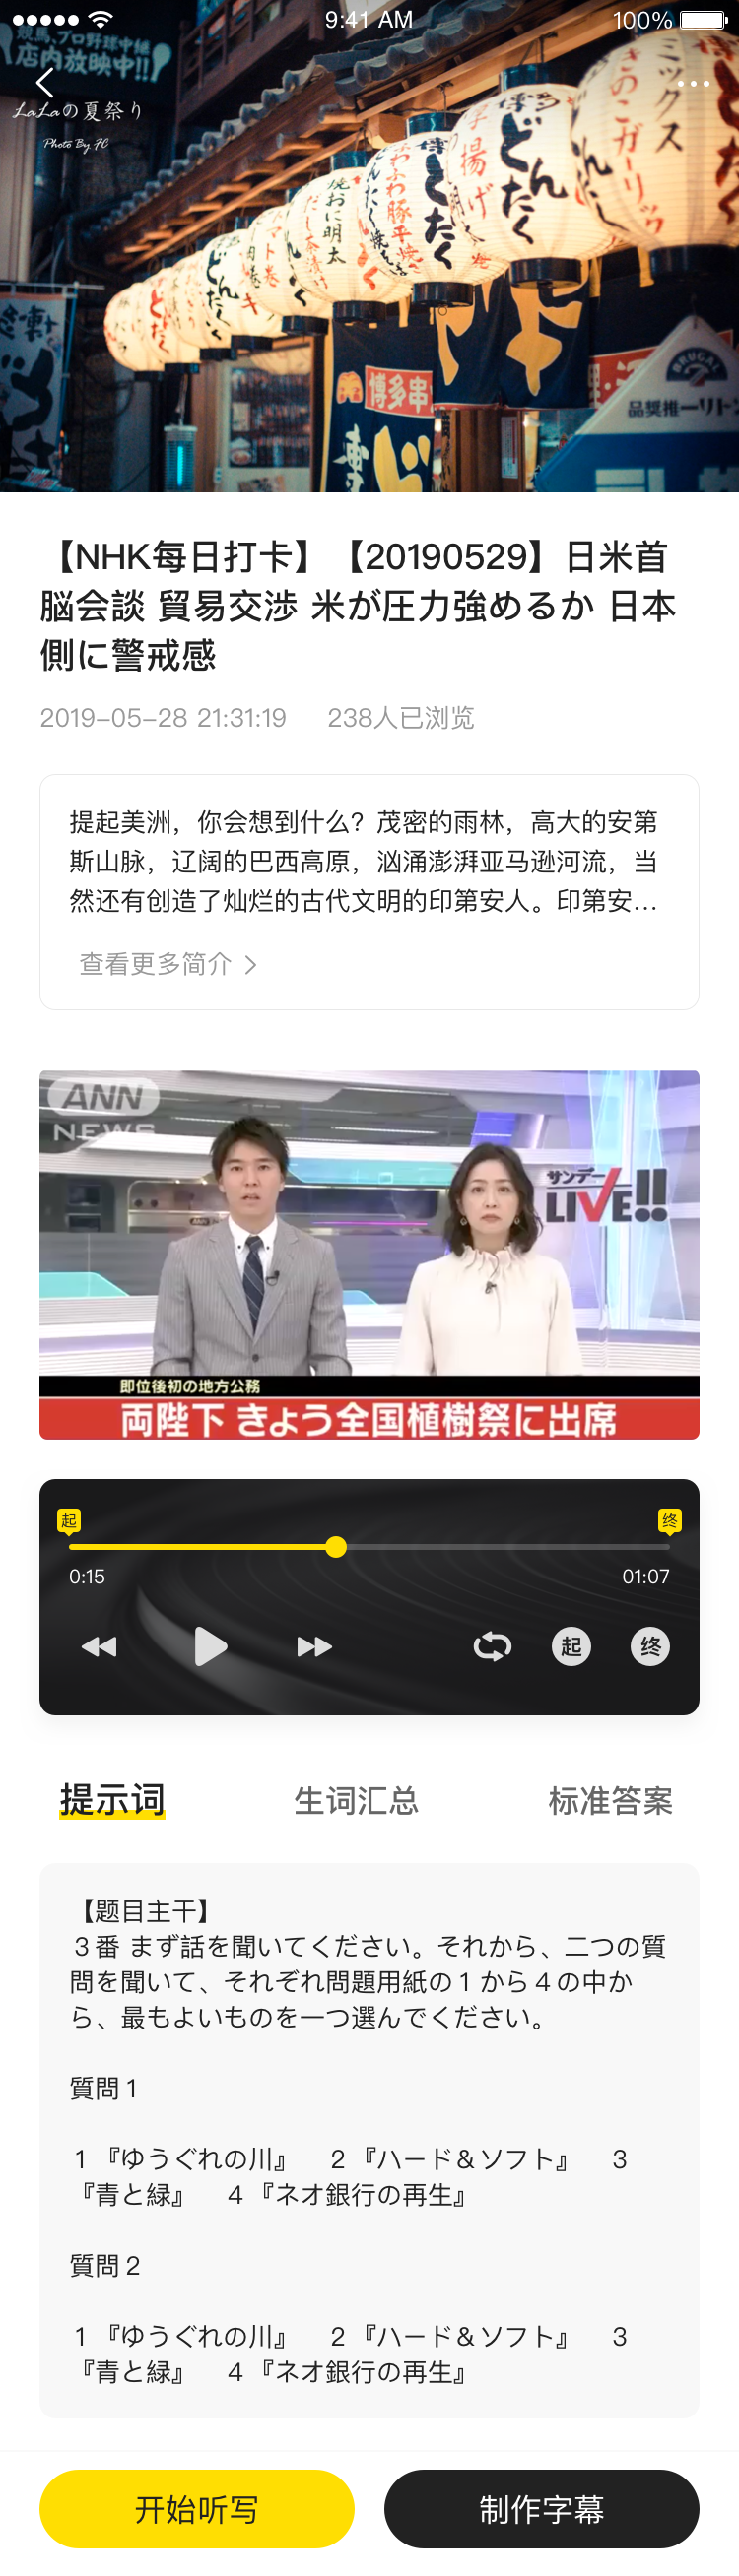 9:41 AM
100%
競馬、プロ野球中継
店内放映中!!
LaLaの夏祭り
Photo By 7C
ミックス
きのこガーリック
どんたく
串揚げ
どんたく
ふわふわ豚平焼
焼おに明太
博多串
BRUGAL
【NHK每日打卡】【20190529】日米首
脳会談 貿易交渉 米が圧力強めるか 日本
側に警戒感
2019-05-28 21:31:19 238人已浏览
提起美洲，你会想到什么？茂密的雨林，高大的安第
斯山脉，辽阔的巴西高原，汹涌澎湃亚马逊河流，当
然还有创造了灿烂的古代文明的印第安人。印第安...
查看更多简介
ANN
NEWS
サンデー
LIVE!!
即位後初の地方公務
両陛下 きょう全国植樹祭に出席
起 终
0:15 01:07
起 终
提示词 生词汇总 标准答案
【题目主干】
３番 まず話を聞いてください。それから、二つの質
問を聞いて、それぞれ問題用紙の１から４の中か
ら、最もよいものを一つ選んでください。
質問１
１『ゆうぐれの川』 ２『ハード＆ソフト』 ３
『青と緑』 ４『ネオ銀行の再生』
質問２
１『ゆうぐれの川』 ２『ハード＆ソフト』 ３
『青と緑』 ４『ネオ銀行の再生』
开始听写 制作字幕